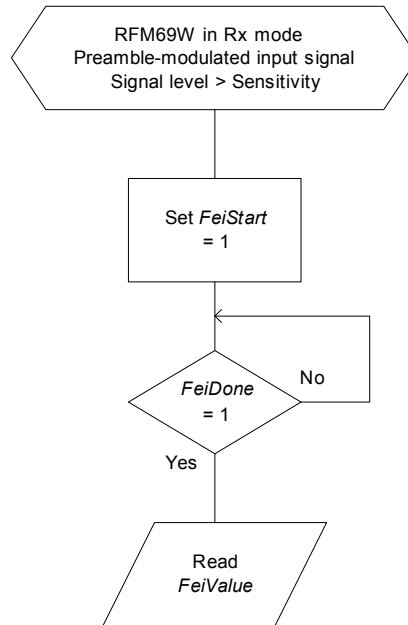 RFM69W in Rx mode
Preamble-modulated input signal
Signal level > Sensitivity
Set FeiStart
= 1
FeiDone
= 1
No
Yes
Read
FeiValue